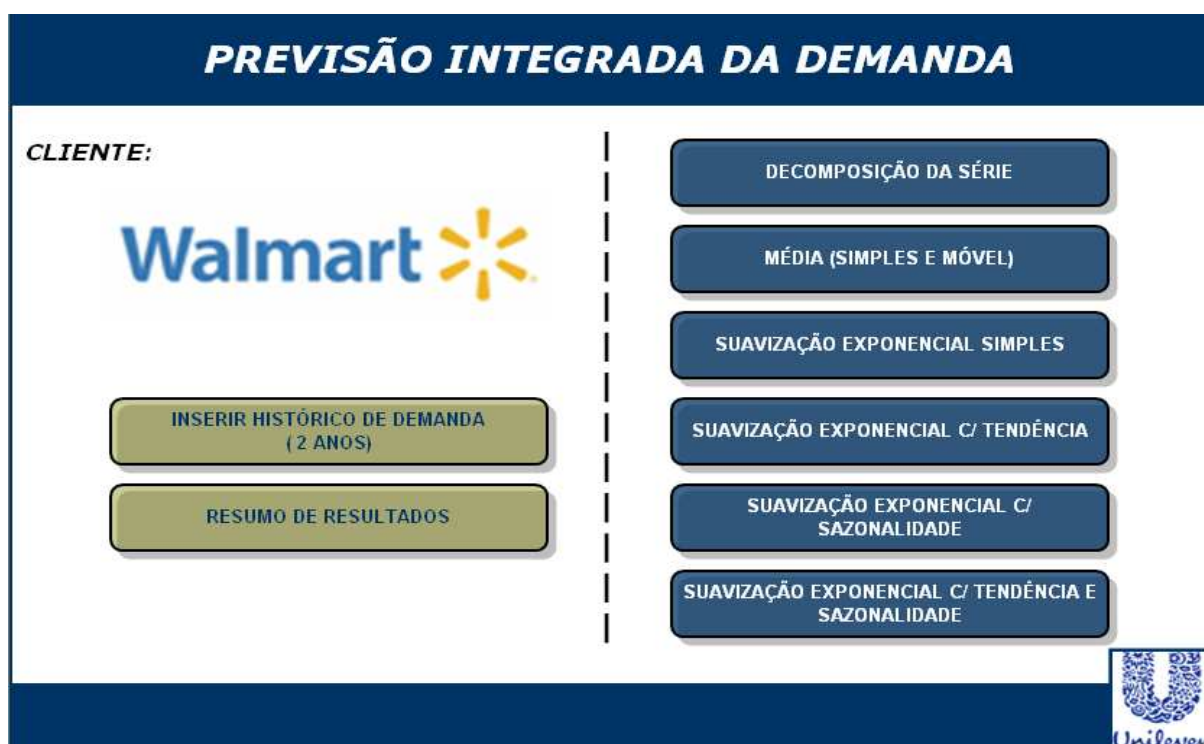 PREVISÃO INTEGRADA DA DEMANDA
CLIENTE:
Walmart
INSERIR HISTÓRICO DE DEMANDA
( 2 ANOS)
RESUMO DE RESULTADOS
DECOMPOSIÇÃO DA SÉRIE
MÉDIA (SIMPLES E MÓVEL)
SUAVIZAÇÃO EXPONENCIAL SIMPLES
SUAVIZAÇÃO EXPONENCIAL C/ TENDÊNCIA
SUAVIZAÇÃO EXPONENCIAL C/
SAZONALIDADE
SUAVIZAÇÃO EXPONENCIAL C/ TENDÊNCIA E
SAZONALIDADE
Unilever